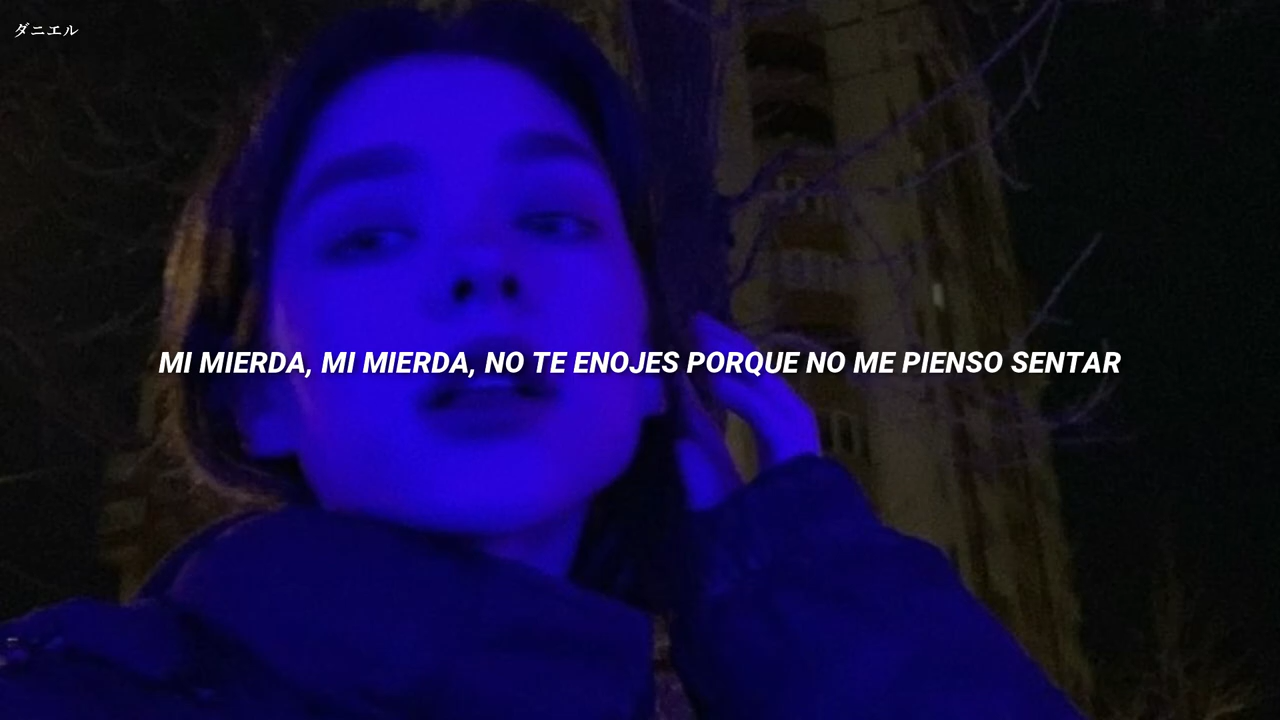 ダニエル
MI MIERDA, MI MIERDA, NO TE ENOJES PORQUE NO ME PIENSO SENTAR